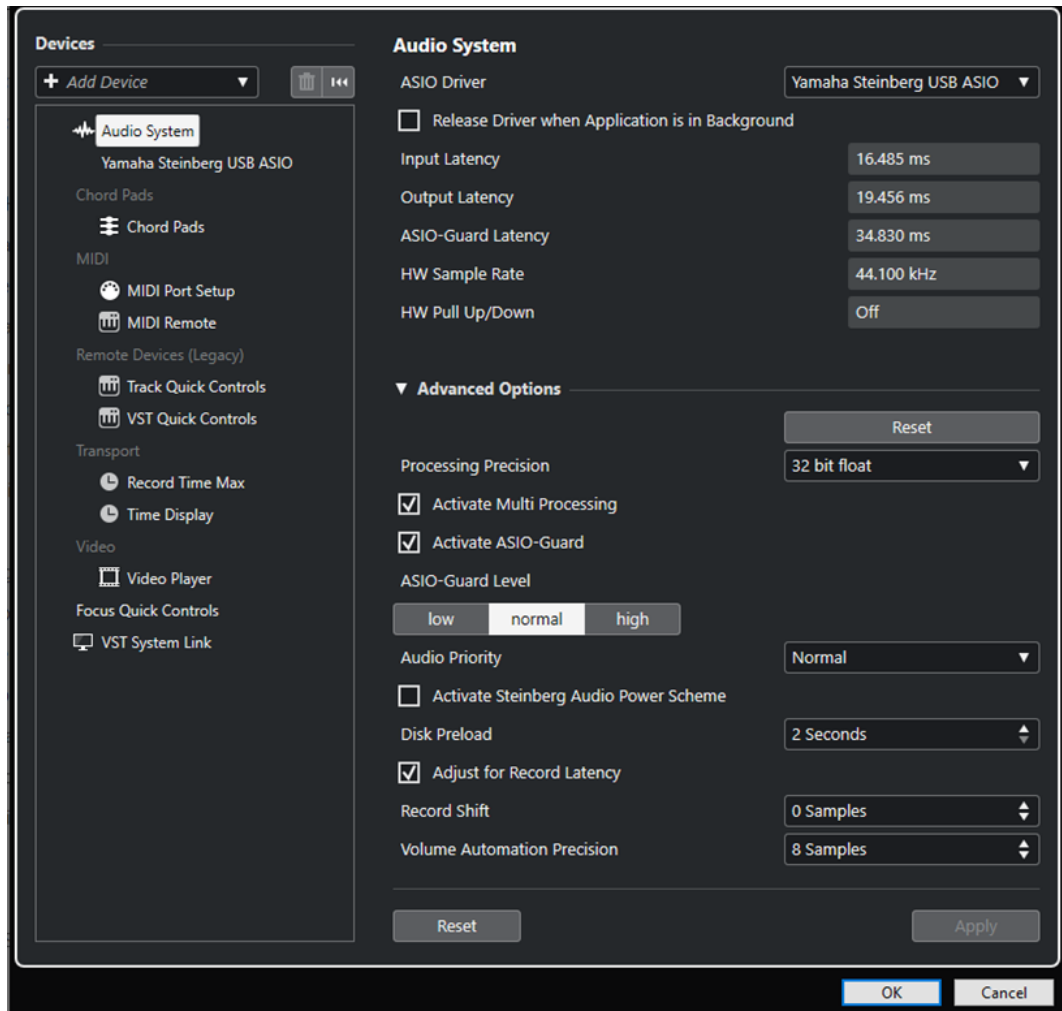 Devices
Add Device
Audio System
Yamaha Steinberg USB ASIO
Chord Pads
Chord Pads
MIDI
MIDI Port Setup
MIDI Remote
Remote Devices (Legacy)
Track Quick Controls
VST Quick Controls
Transport
Record Time Max
Time Display
Video
Video Player
Focus Quick Controls
VST System Link
Audio System
ASIO Driver Yamaha Steinberg USB ASIO
Release Driver when Application is in Background
Input Latency 16.485 ms
Output Latency 19.456 ms
ASIO-Guard Latency 34.830 ms
HW Sample Rate 44.100 kHz
HW Pull Up/Down Off
Advanced Options
Reset
Processing Precision 32 bit float
Activate Multi Processing
Activate ASIO-Guard
ASIO-Guard Level
low normal high
Audio Priority Normal
Activate Steinberg Audio Power Scheme
Disk Preload 2 Seconds
Adjust for Record Latency
Record Shift 0 Samples
Volume Automation Precision 8 Samples
Reset Apply
OK Cancel